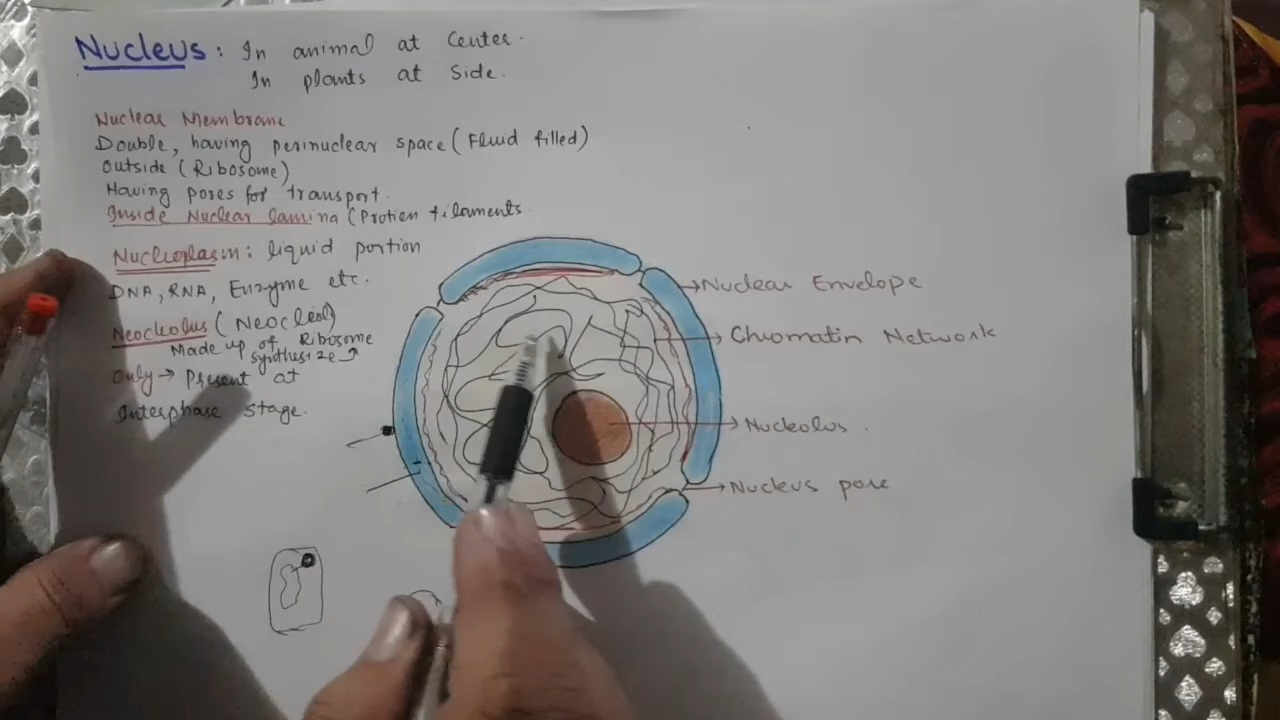 Nucleus: In animal at Center.
In plants at Side.
Nuclear Membrane
Double, having perinuclear space (Fluid filled)
Outside (Ribosome)
Having pores for transport.
Inside Nuclear lamina (Protien filaments.
Nucleoplasm: liquid portion
DNA, RNA, Enzyme etc.
Neocleolus (Neocleol)
Made up of Ribosome
synthesize
Only → Present at
Interphase stage.
Nuclear Envelope
Chromatin Network
Nucleolus.
Nucleus pore